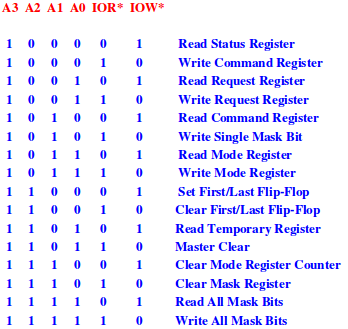 A3 A2 A1 A0 IOR* IOW*
1 0 0 0 0 1 Read Status Register
1 0 0 0 1 0 Write Command Register
1 0 0 1 0 1 Read Request Register
1 0 0 1 1 0 Write Request Register
1 0 1 0 0 1 Read Command Register
1 0 1 0 1 0 Write Single Mask Bit
1 0 1 1 0 1 Read Mode Register
1 0 1 1 1 0 Write Mode Register
1 1 0 0 0 1 Set First/Last Flip-Flop
1 1 0 0 1 0 Clear First/Last Flip-Flop
1 1 0 1 0 1 Read Temporary Register
1 1 0 1 1 0 Master Clear
1 1 1 0 0 1 Clear Mode Register Counter
1 1 1 0 1 0 Clear Mask Register
1 1 1 1 0 1 Read All Mask Bits
1 1 1 1 1 0 Write All Mask Bits